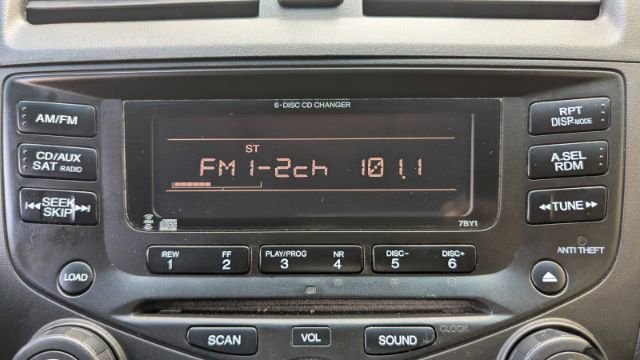 6-DISC CD CHANGER
AM/FM
RPT
DISP MODE
ST
FM1-2ch 101.1
CD/AUX
SAT RADIO
A.SEL
RDM
SEEK
SKIP
TUNE
7BY1
REW
1
FF
2
PLAY/PROG
3
NR
4
DISC-
5
DISC+
6
ANTI THEFT
LOAD
SCAN
VOL
SOUND
CLOCK